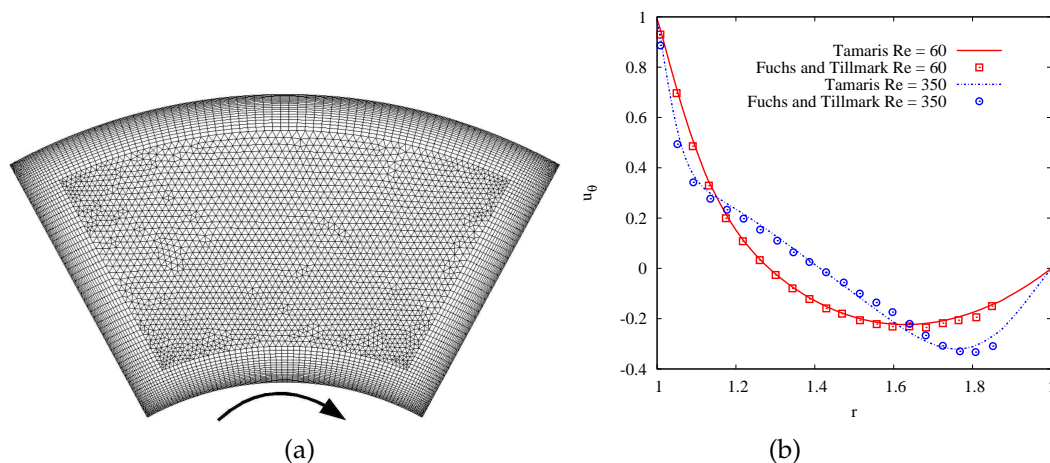 1
0.8
0.6
0.4
0.2
0
-0.2
-0.4
u_θ
Tamaris Re = 60
Fuchs and Tillmark Re = 60
Tamaris Re = 350
Fuchs and Tillmark Re = 350
1 1.2 1.4 1.6 1.8
r
(a) (b)